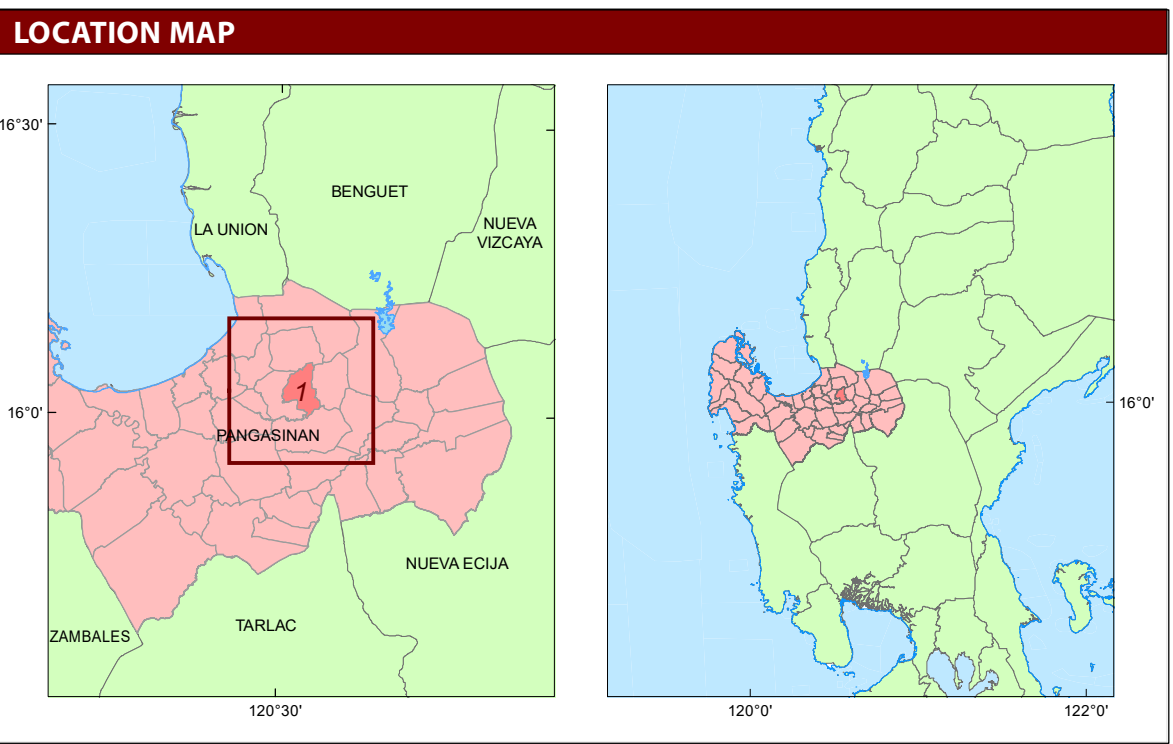 LOCATION MAP
16°30'
BENGUET
LA UNION
NUEVA
VIZCAYA
1
16°0'
PANGASINAN
NUEVA ECIJA
TARLAC
ZAMBALES
120°30'
16°0'
120°0'
122°0'